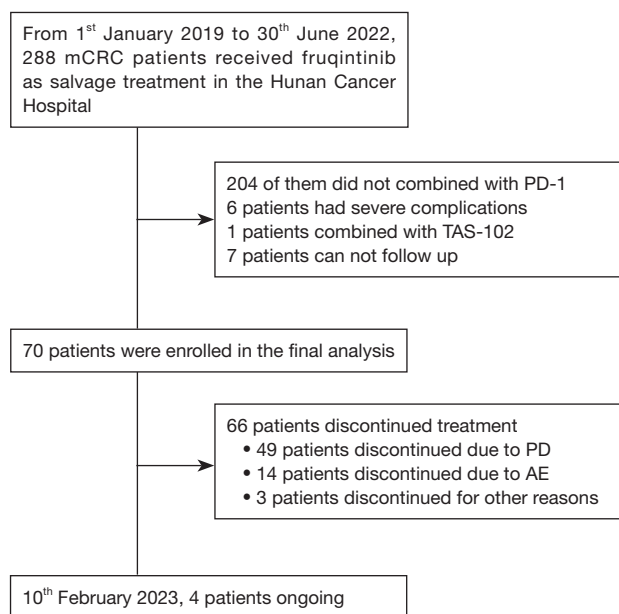 From 1st January 2019 to 30th June 2022,
288 mCRC patients received fruqintinib
as salvage treatment in the Hunan Cancer
Hospital
204 of them did not combined with PD-1
6 patients had severe complications
1 patients combined with TAS-102
7 patients can not follow up
70 patients were enrolled in the final analysis
66 patients discontinued treatment
• 49 patients discontinued due to PD
• 14 patients discontinued due to AE
• 3 patients discontinued for other reasons
10th February 2023, 4 patients ongoing